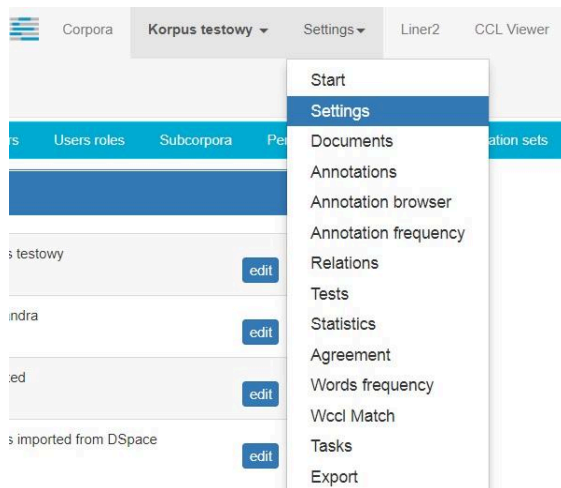 Corpora Korpus testowy Settings Liner2 CCL Viewer
Start
Settings
rs Users roles Subcorpora Per Documents ation sets
Annotations
Annotation browser
Annotation frequency
s testowy
edit
Relations
Tests
ndra
edit
Statistics
Agreement
ted
edit
Words frequency
Wccl Match
s imported from DSpace
edit
Tasks
Export